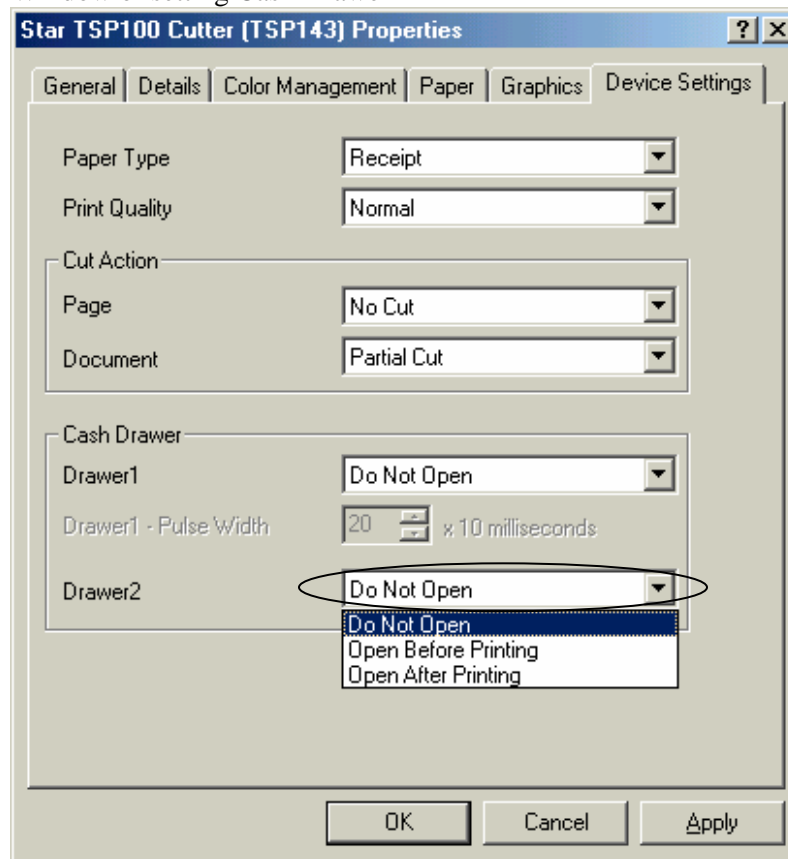 Star TSP100 Cutter (TSP143) Properties
General Details Color Management Paper Graphics Device Settings
Paper Type Receipt
Print Quality Normal
Cut Action
Page No Cut
Document Partial Cut
Cash Drawer
Drawer1 Do Not Open
Drawer1 - Pulse Width 20 x 10 milliseconds
Drawer2 Do Not Open
Do Not Open
Open Before Printing
Open After Printing
OK Cancel Apply